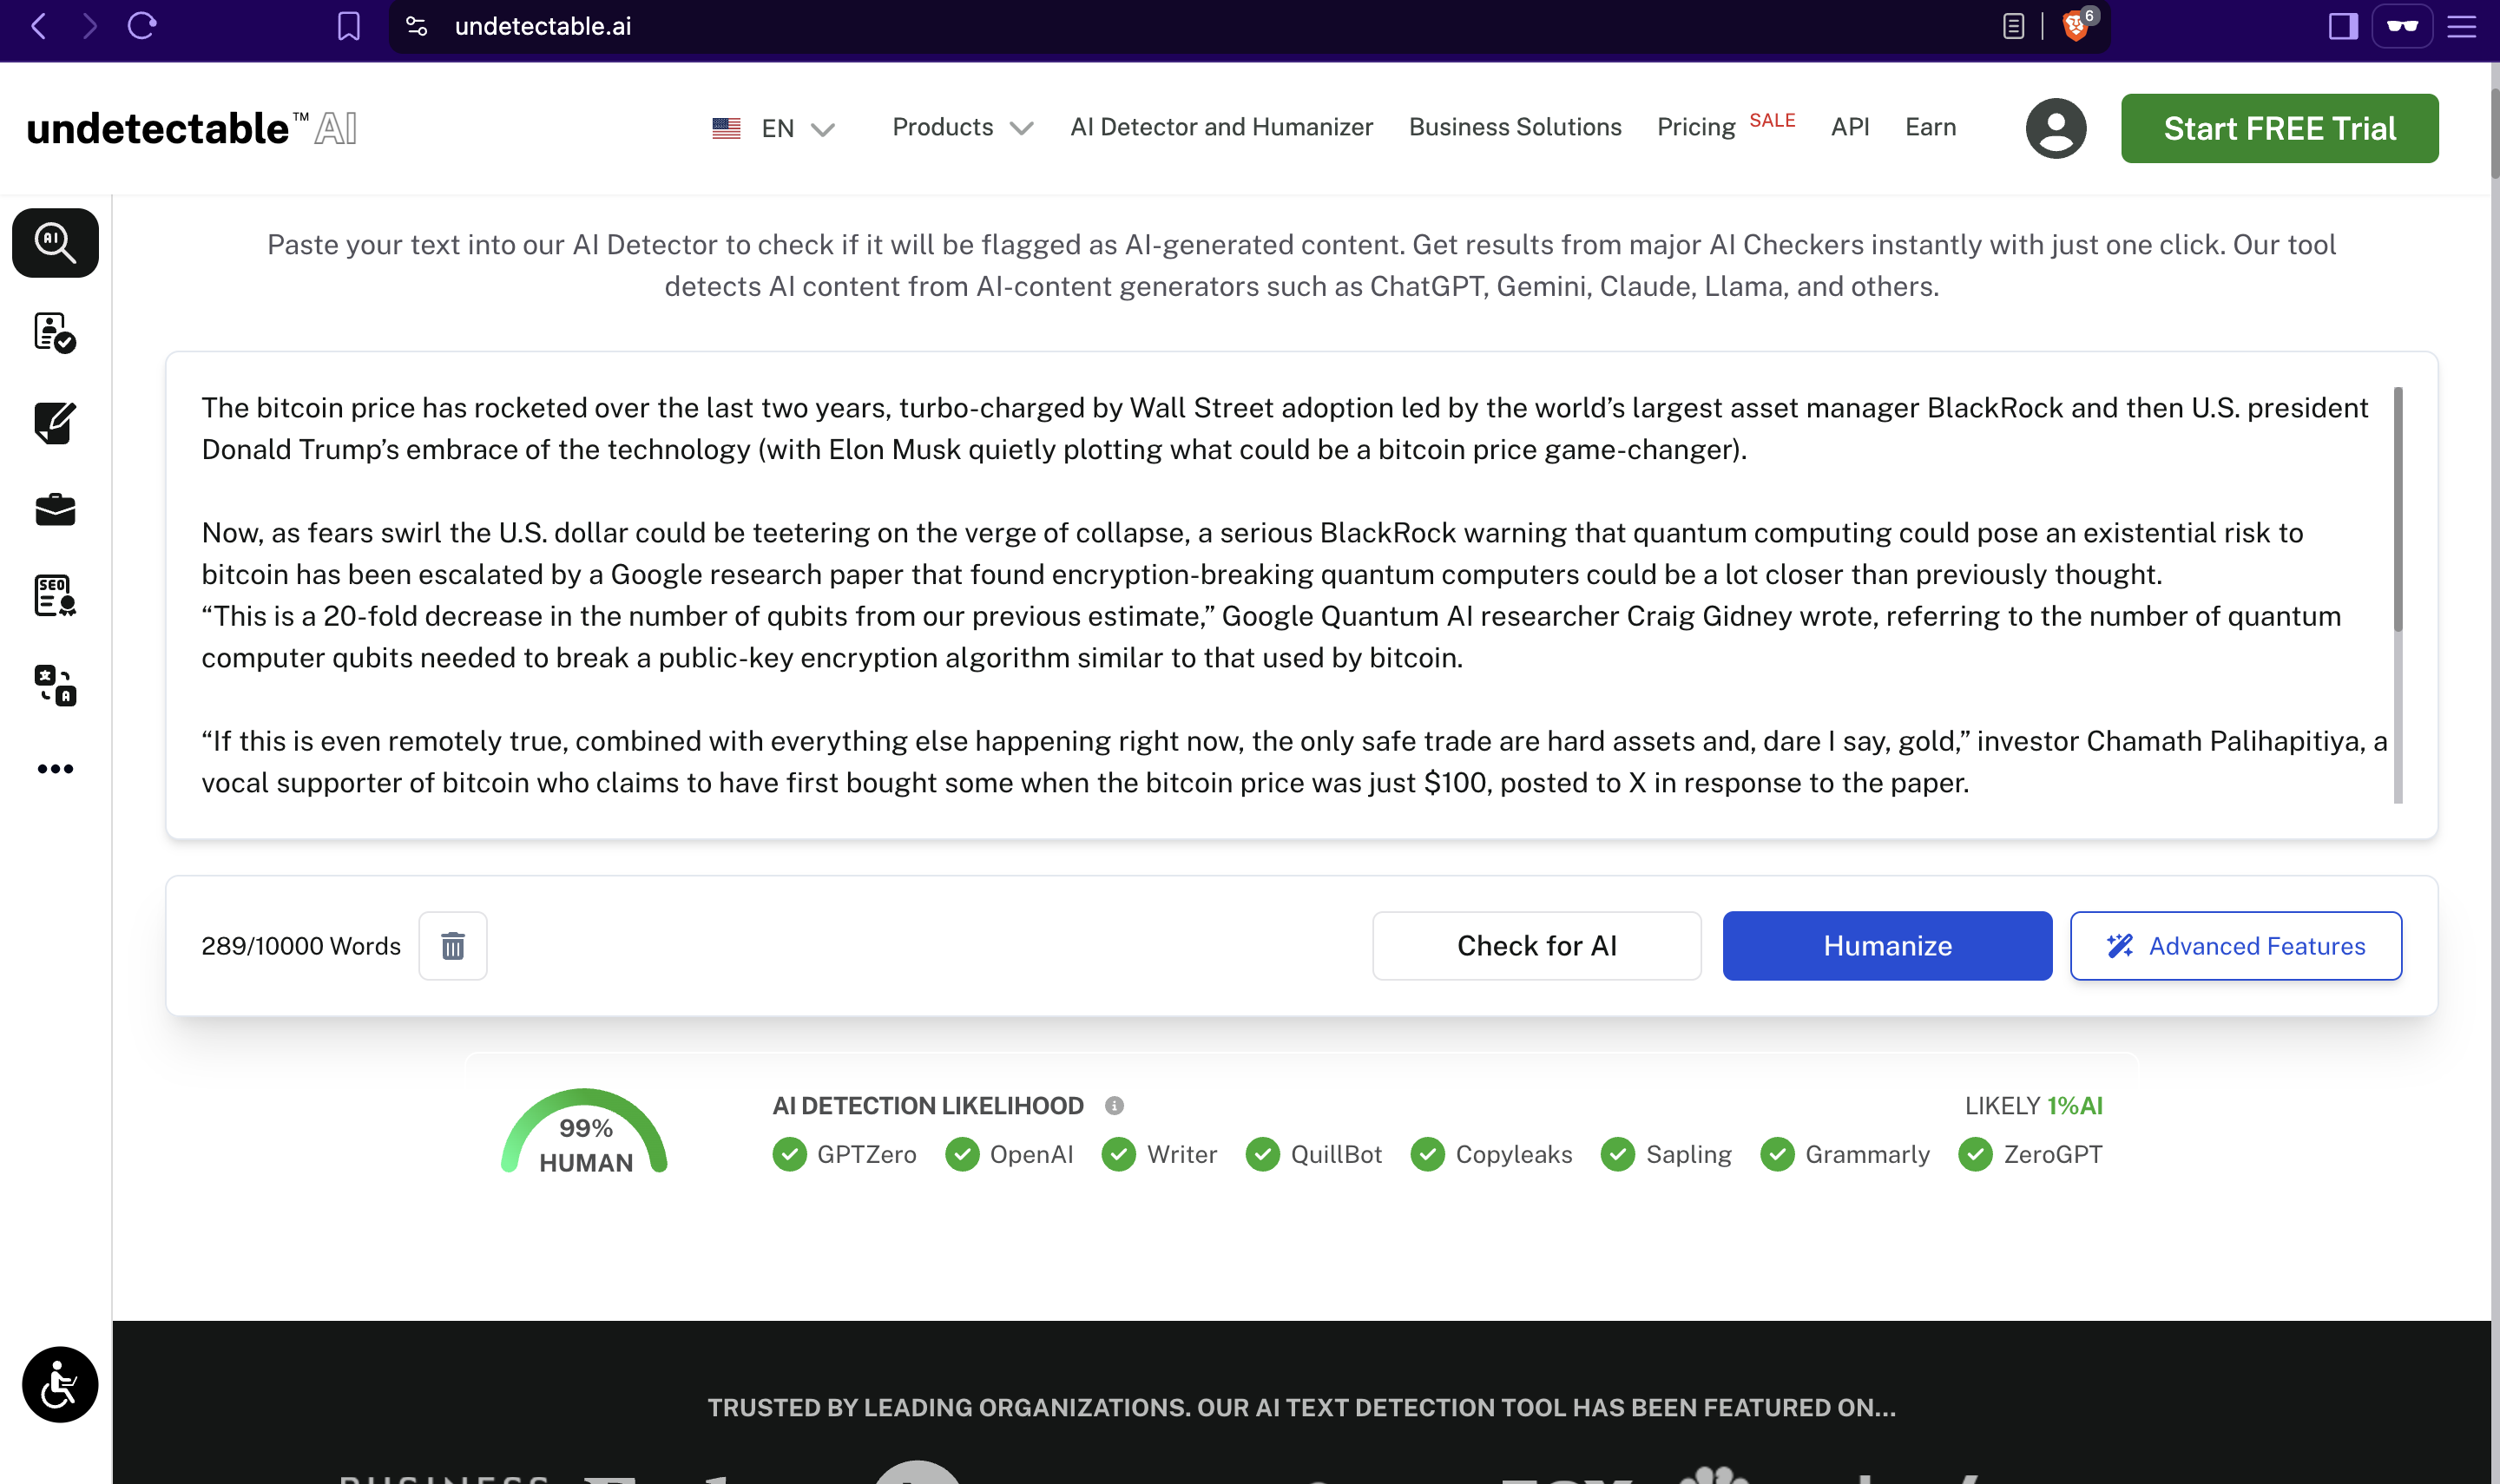 undetectable.ai
6
undetectable™ AI
EN
Products
AI Detector and Humanizer
Business Solutions
Pricing SALE
API
Earn
Start FREE Trial
AI
Paste your text into our AI Detector to check if it will be flagged as AI-generated content. Get results from major AI Checkers instantly with just one click. Our tool
detects AI content from AI-content generators such as ChatGPT, Gemini, Claude, Llama, and others.
The bitcoin price has rocketed over the last two years, turbo-charged by Wall Street adoption led by the world’s largest asset manager BlackRock and then U.S. president
Donald Trump’s embrace of the technology (with Elon Musk quietly plotting what could be a bitcoin price game-changer).
Now, as fears swirl the U.S. dollar could be teetering on the verge of collapse, a serious BlackRock warning that quantum computing could pose an existential risk to
bitcoin has been escalated by a Google research paper that found encryption-breaking quantum computers could be a lot closer than previously thought.
“This is a 20-fold decrease in the number of qubits from our previous estimate,” Google Quantum AI researcher Craig Gidney wrote, referring to the number of quantum
computer qubits needed to break a public-key encryption algorithm similar to that used by bitcoin.
“If this is even remotely true, combined with everything else happening right now, the only safe trade are hard assets and, dare I say, gold,” investor Chamath Palihapitiya, a
vocal supporter of bitcoin who claims to have first bought some when the bitcoin price was just $100, posted to X in response to the paper.
SEO
A
289/10000 Words
Check for AI
Humanize
Advanced Features
99%
HUMAN
AI DETECTION LIKELIHOOD
LIKELY 1%AI
GPTZero
OpenAI
Writer
QuillBot
Copyleaks
Sapling
Grammarly
ZeroGPT
TRUSTED BY LEADING ORGANIZATIONS. OUR AI TEXT DETECTION TOOL HAS BEEN FEATURED ON...